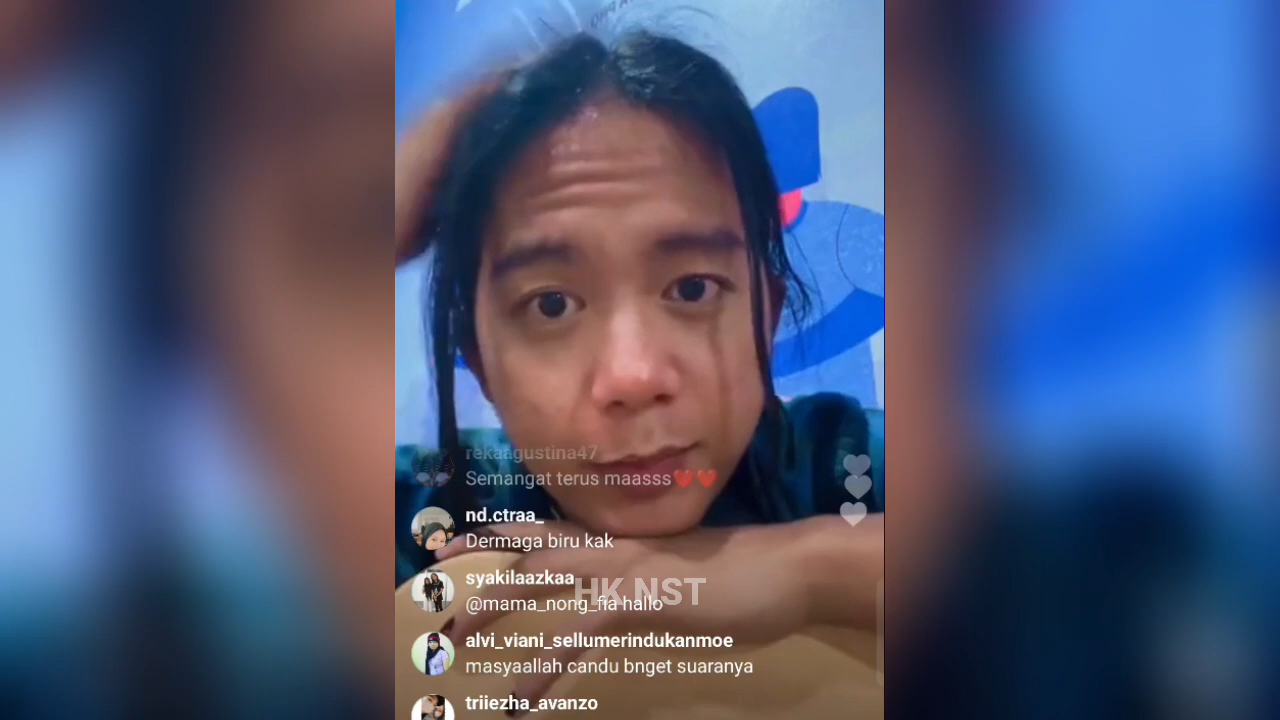 rekaagustina47
Semangat terus maasss❤️❤️
nd.ctraa_
Dermaga biru kak
syakilaazkaa
HK NST
@mama_nong_fia hallo
alvi_viani_sellumerindukanmoe
masyaallah candu bnget suaranya
triiezha_avanzo